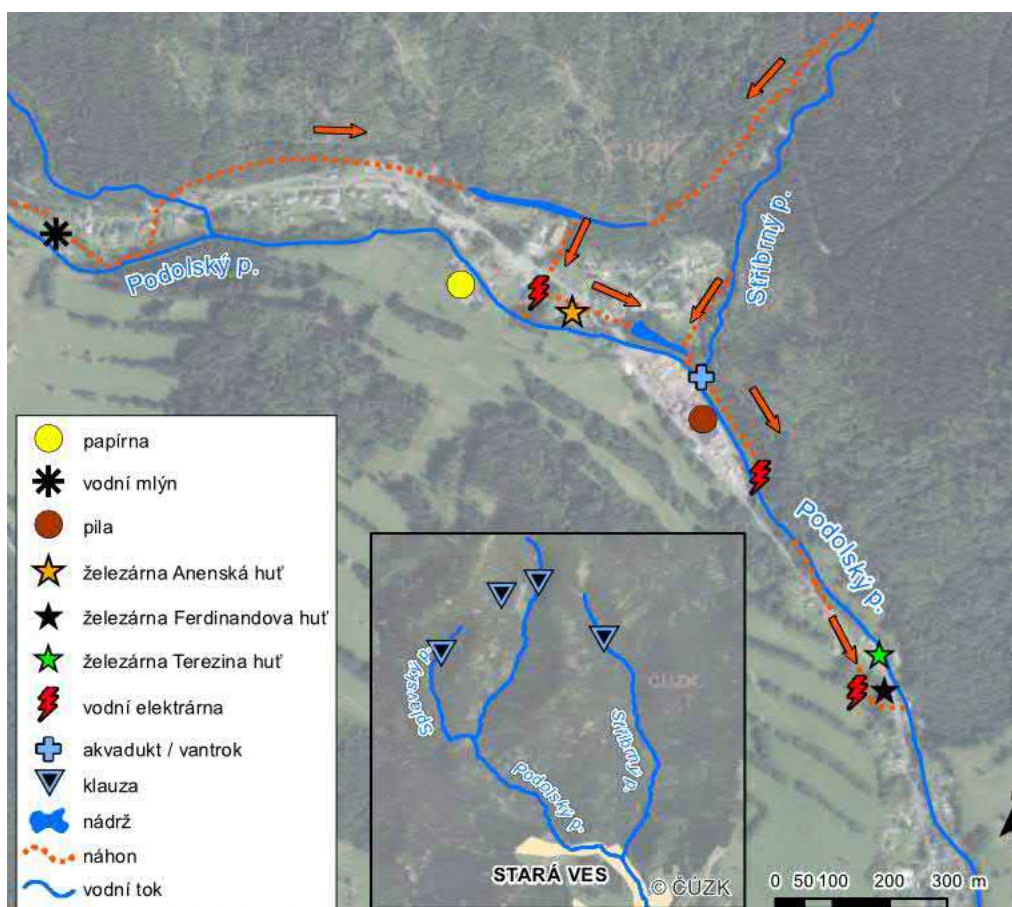 ČÚZK
Stříbrný p.
Podolský p.
Podolský p.
papírna
vodní mlýn
pila
železárna Anenská huť
železárna Ferdinandova huť
železárna Terezina huť
vodní elektrárna
akvadukt / vantrok
klauza
nádrž
náhon
vodní tok
ČÚZK
Splavský p.
Stříbrný p.
Podolský p.
STARÁ VES
© ČÚZK
0 50 100 200 300 m